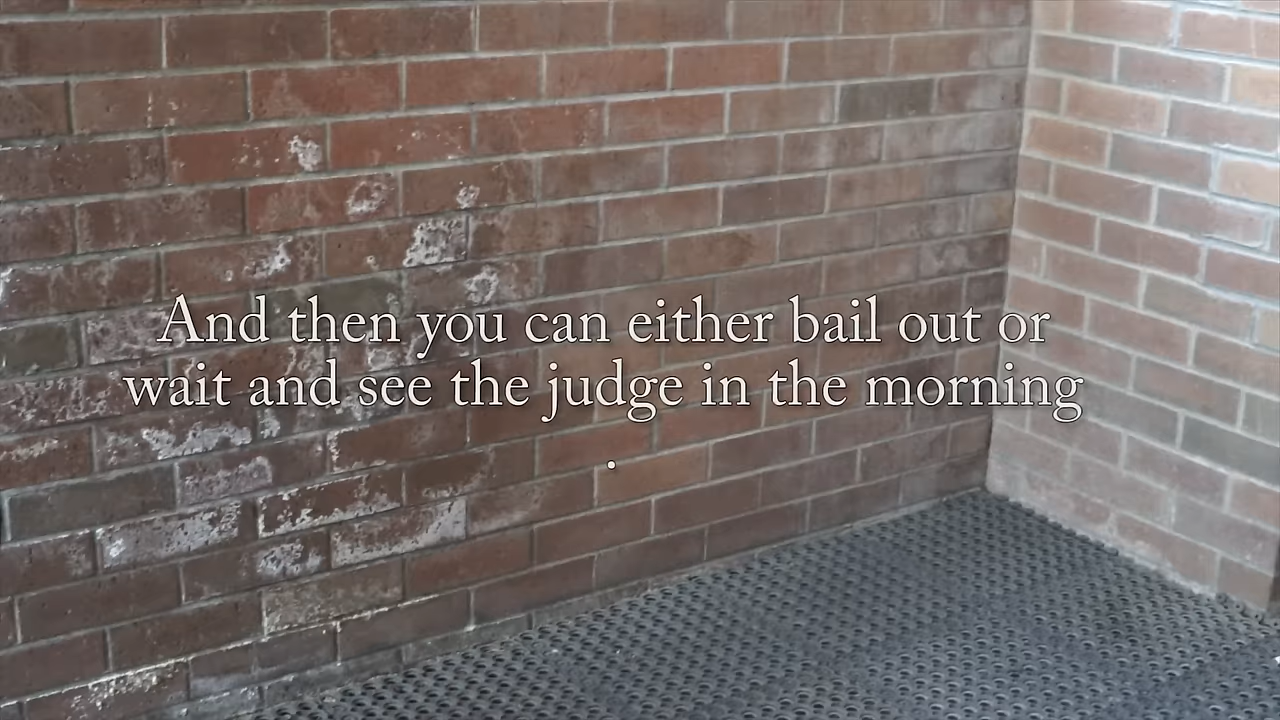 And then you can either bail out or
wait and see the judge in the morning
.